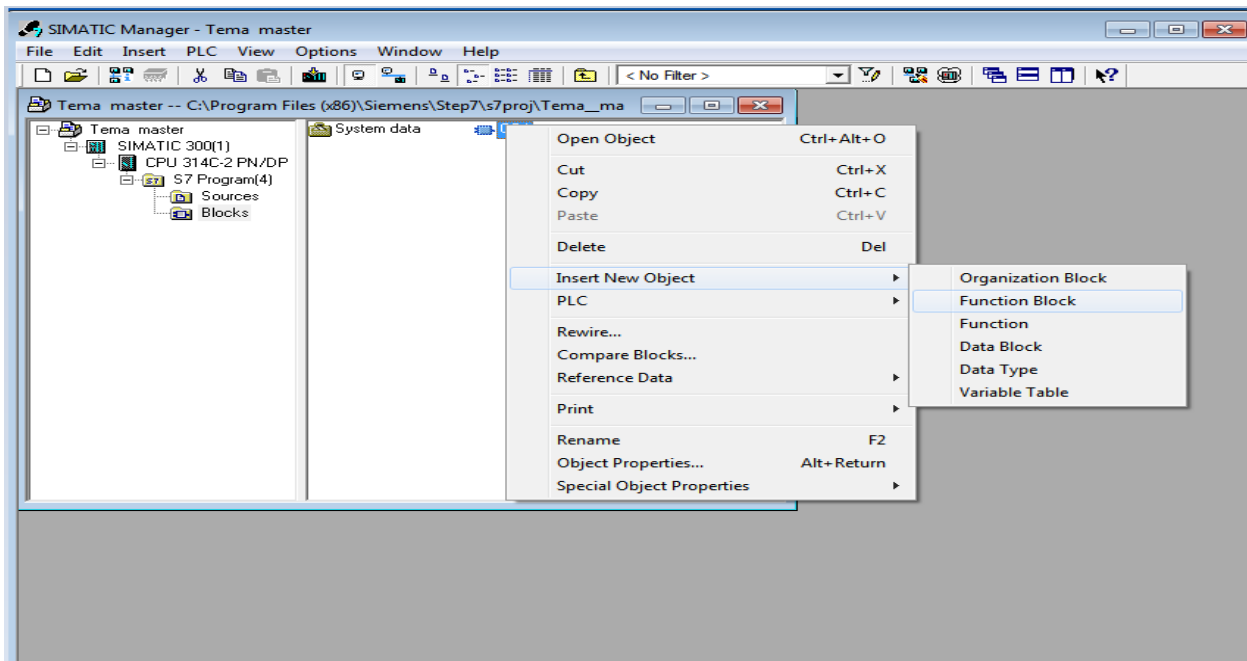 SIMATIC Manager - Tema master
File Edit Insert PLC View Options Window Help
< No Filter >
Tema master -- C:\Program Files (x86)\Siemens\Step7\s7proj\Tema__ma
Tema master
SIMATIC 300(1)
CPU 314C-2 PN/DP
S7 Program(4)
Sources
Blocks
System data
Open Object Ctrl+Alt+O
Cut Ctrl+X
Copy Ctrl+C
Paste Ctrl+V
Delete Del
Insert New Object
PLC
Rewire...
Compare Blocks...
Reference Data
Print
Rename F2
Object Properties... Alt+Return
Special Object Properties
Organization Block
Function Block
Function
Data Block
Data Type
Variable Table